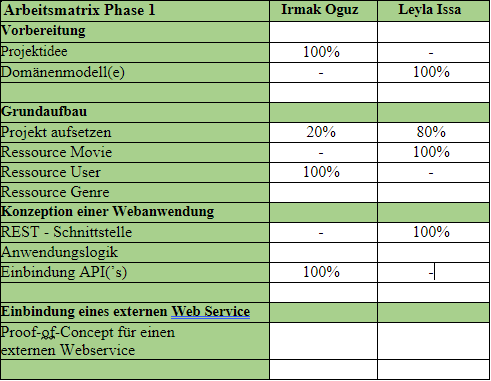 Arbeitsmatrix Phase 1 Irmak Oguz Leyla Issa
Vorbereitung
Projektidee 100% -
Domänenmodell(e) - 100%
Grundaufbau
Projekt aufsetzen 20% 80%
Ressource Movie - 100%
Ressource User 100% -
Ressource Genre
Konzeption einer Webanwendung
REST - Schnittstelle - 100%
Anwendungslogik
Einbindung API('s) 100% -
Einbindung eines externen Web Service
Proof-of-Concept für einen
externen Webservice